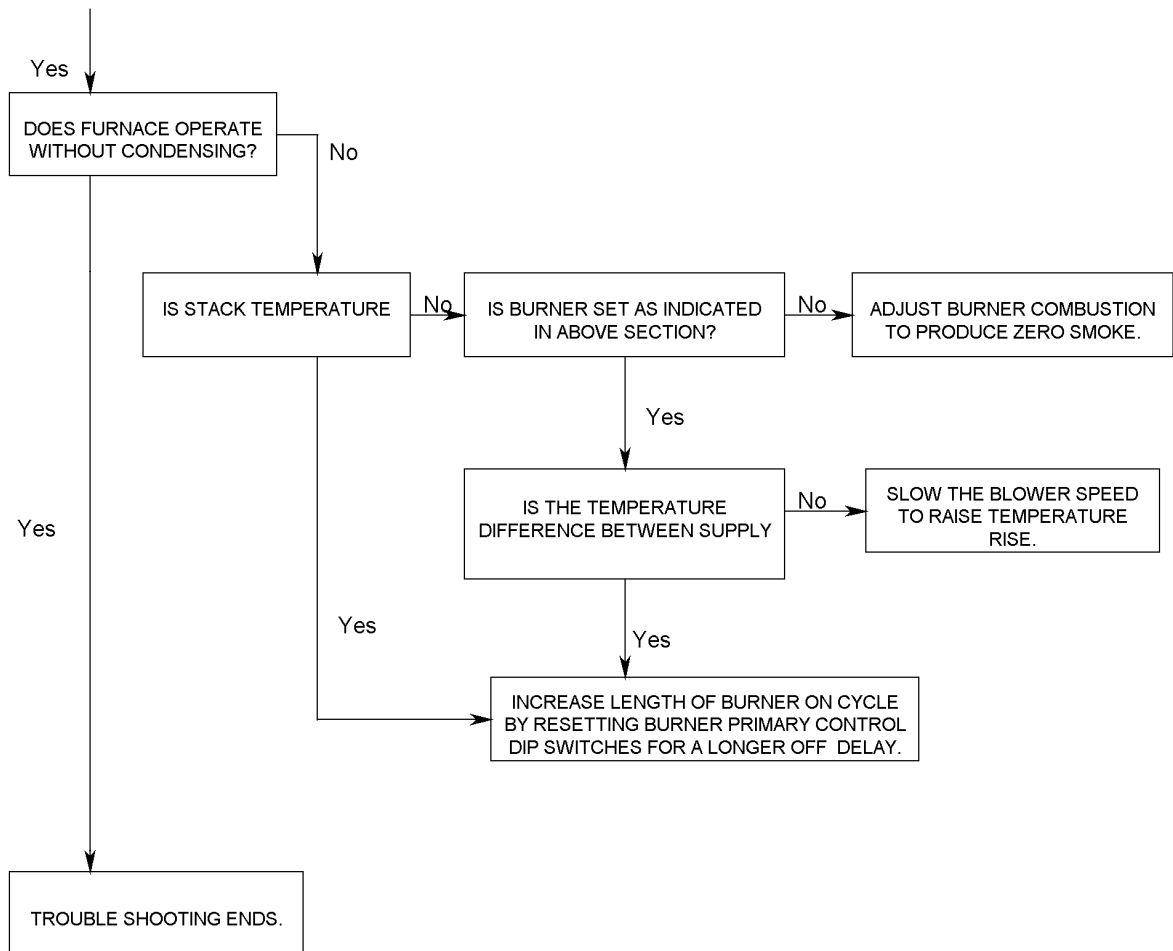 Yes
DOES FURNACE OPERATE
WITHOUT CONDENSING?
No
IS STACK TEMPERATURE
No
IS BURNER SET AS INDICATED
IN ABOVE SECTION?
No
ADJUST BURNER COMBUSTION
TO PRODUCE ZERO SMOKE.
Yes
IS THE TEMPERATURE
DIFFERENCE BETWEEN SUPPLY
No
SLOW THE BLOWER SPEED
TO RAISE TEMPERATURE
RISE.
Yes
Yes
Yes
INCREASE LENGTH OF BURNER ON CYCLE
BY RESETTING BURNER PRIMARY CONTROL
DIP SWITCHES FOR A LONGER OFF DELAY.
TROUBLE SHOOTING ENDS.